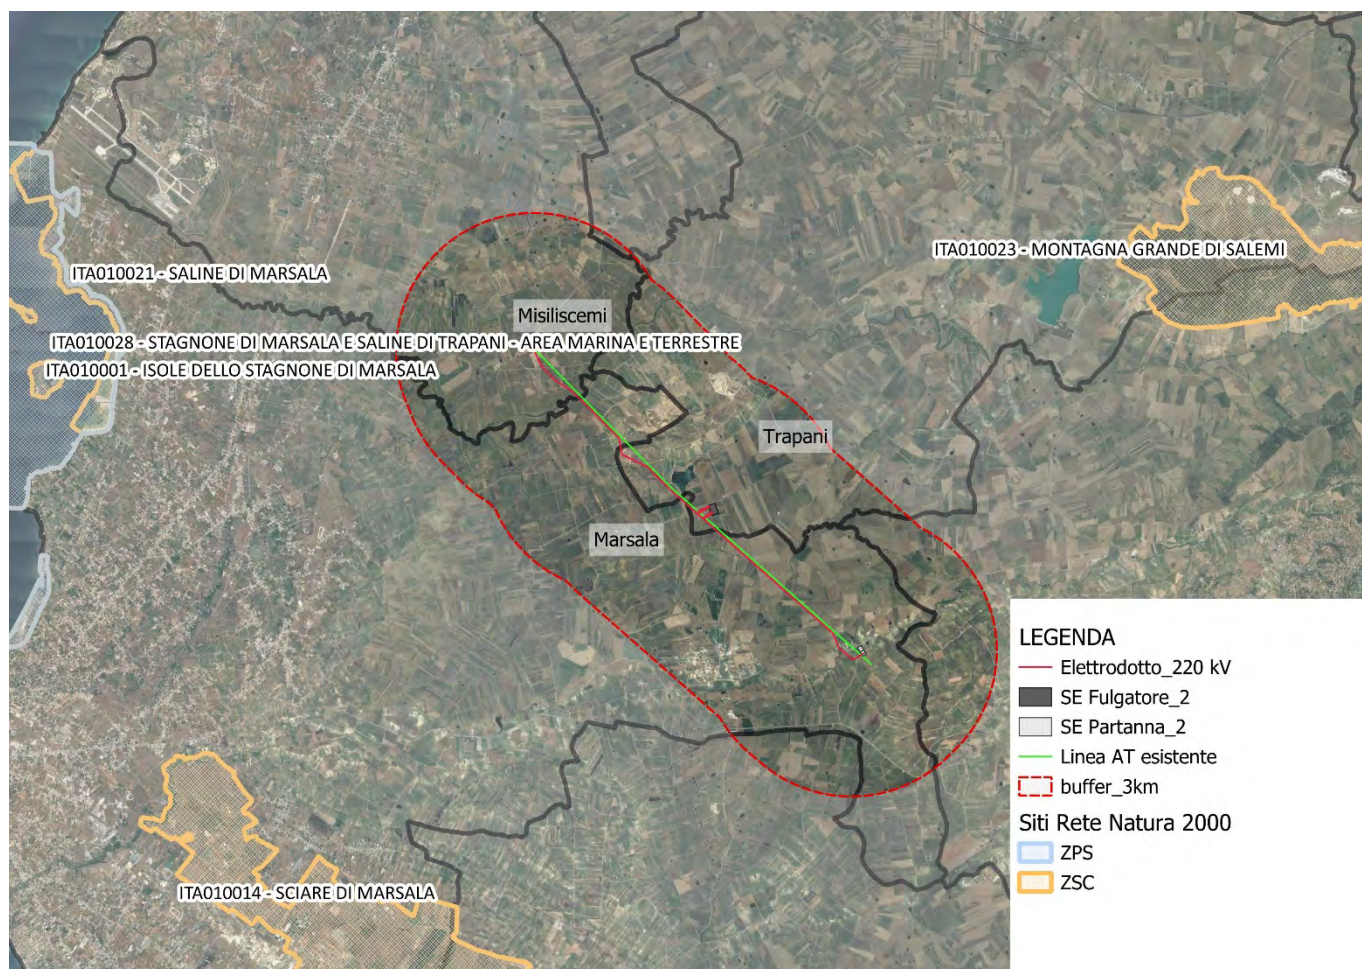 ITA010023 - MONTAGNA GRANDE DI SALEMI
ITA010021 - SALINE DI MARSALA
Misiliscemi
ITA010028 - STAGNONE DI MARSALA E SALINE DI TRAPANI - AREA MARINA E TERRESTRE
ITA010001 - ISOLE DELLO STAGNONE DI MARSALA
Trapani
Marsala
ITA010014 - SCIARE DI MARSALA
LEGENDA
Elettrodotto_220 kV
SE Fulgatore_2
SE Partanna_2
Linea AT esistente
buffer_3km
Siti Rete Natura 2000
ZPS
ZSC